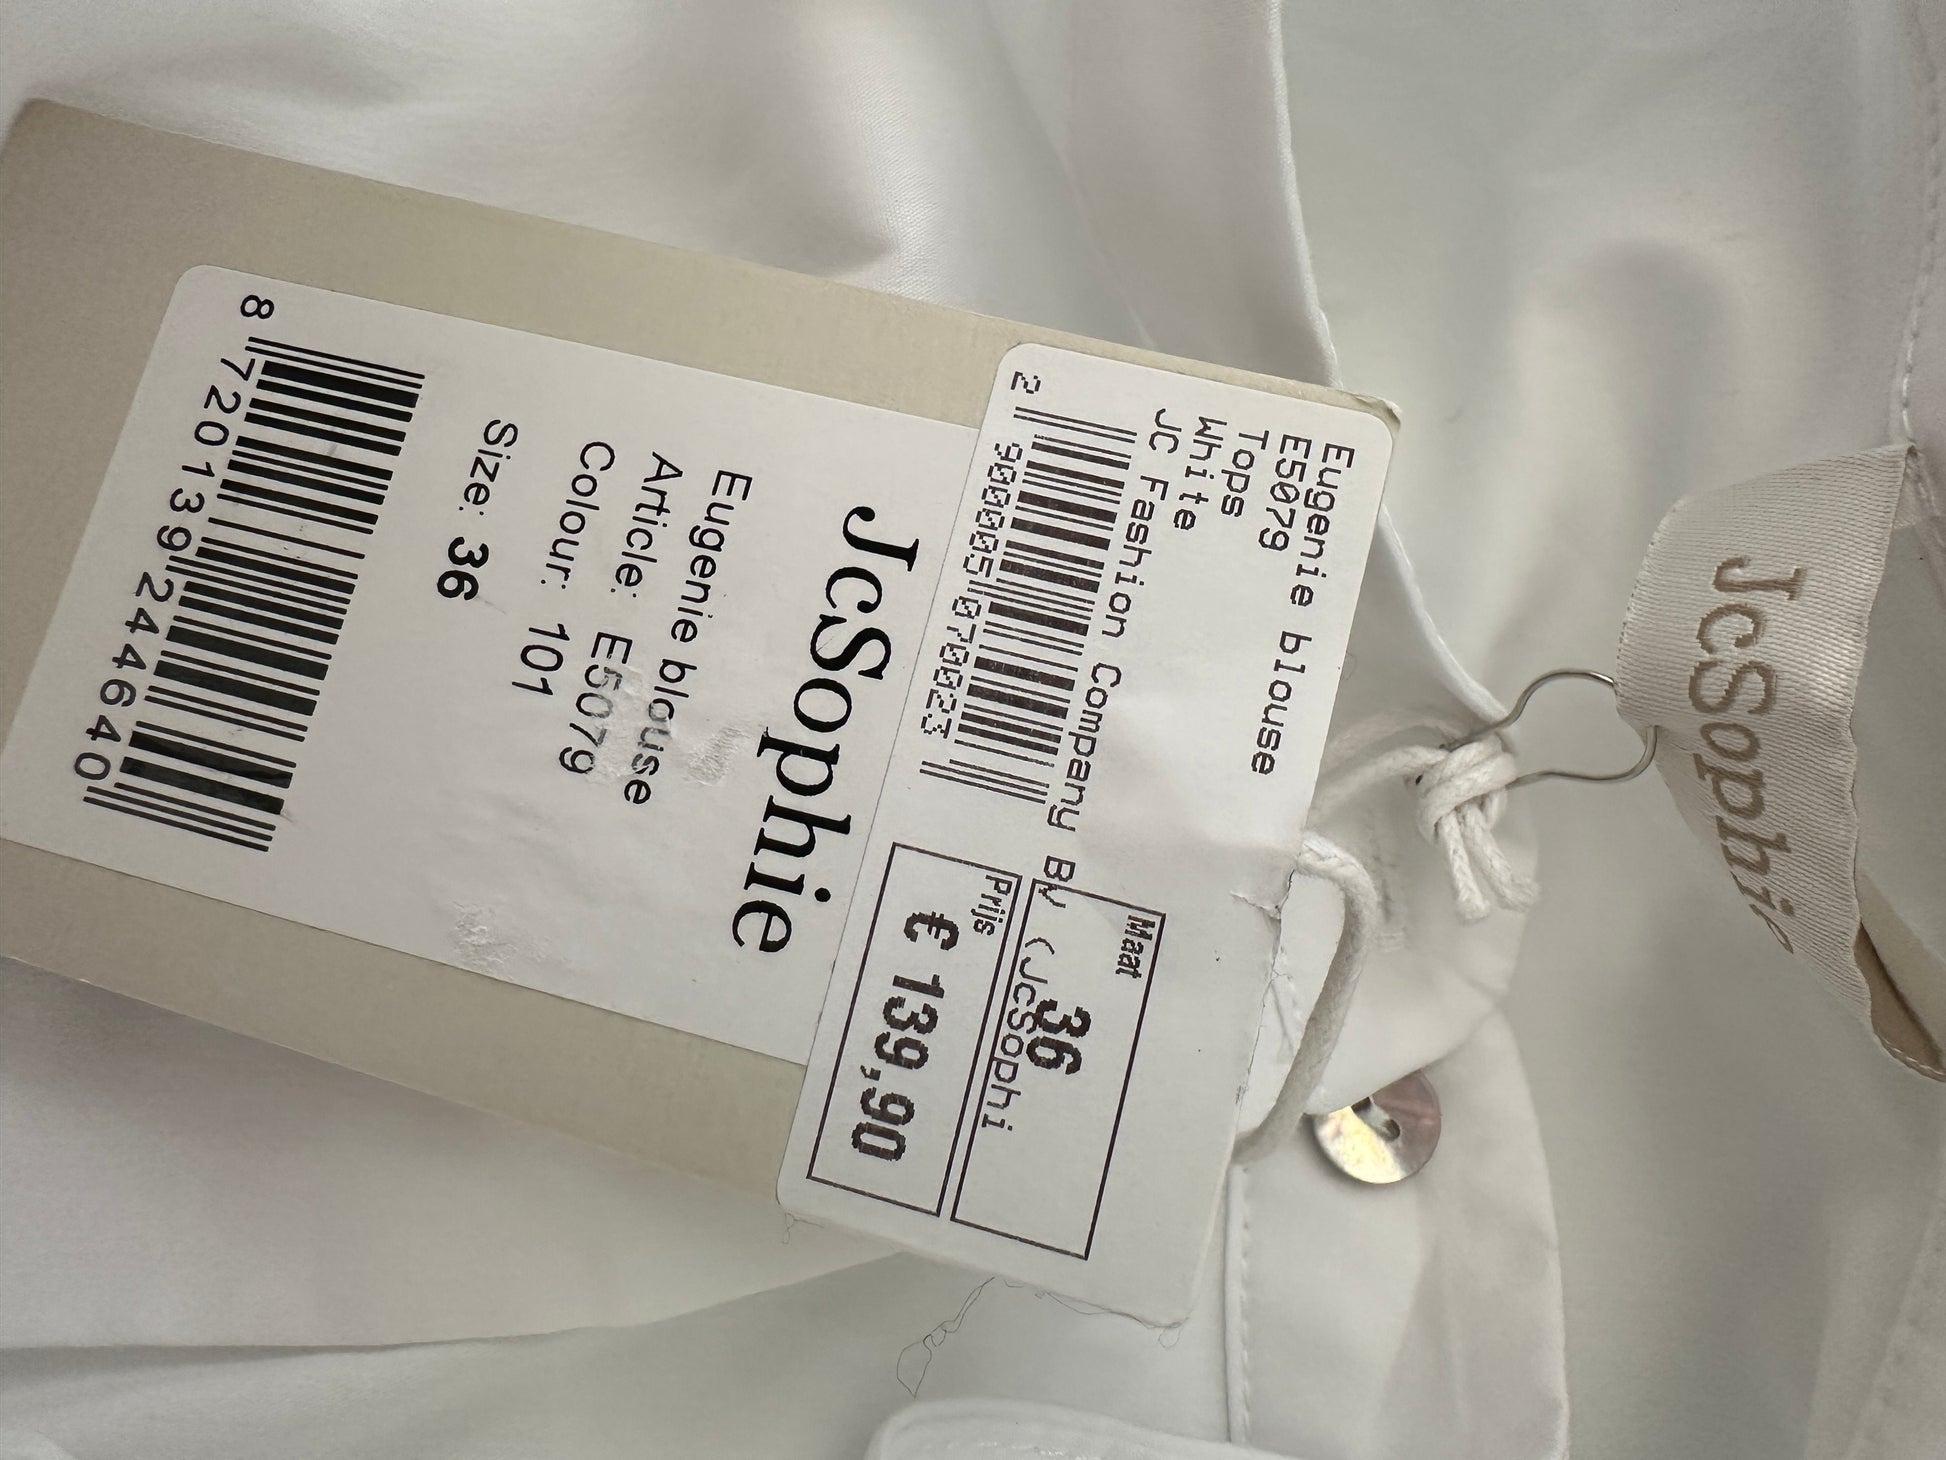 JcSophie
Eugenie blouse
E5079
Tops
White
JC Fashion Company BV (JcSophi
2 900005 070023
Maat
36
Prijs
€ 139,90
JcSophie
Eugenie blouse
Article: E5079
Colour: 101
Size: 36
8 720139 244640